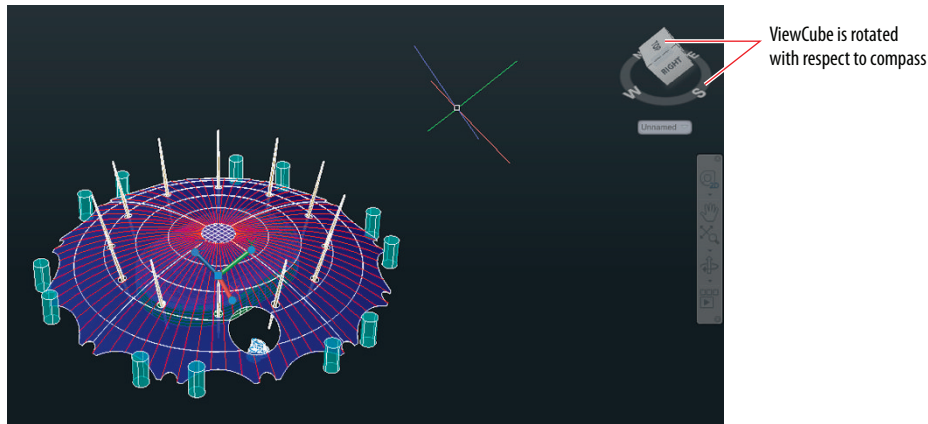 ViewCube is rotated
with respect to compass
E
RIGHT
W
S
Unnamed